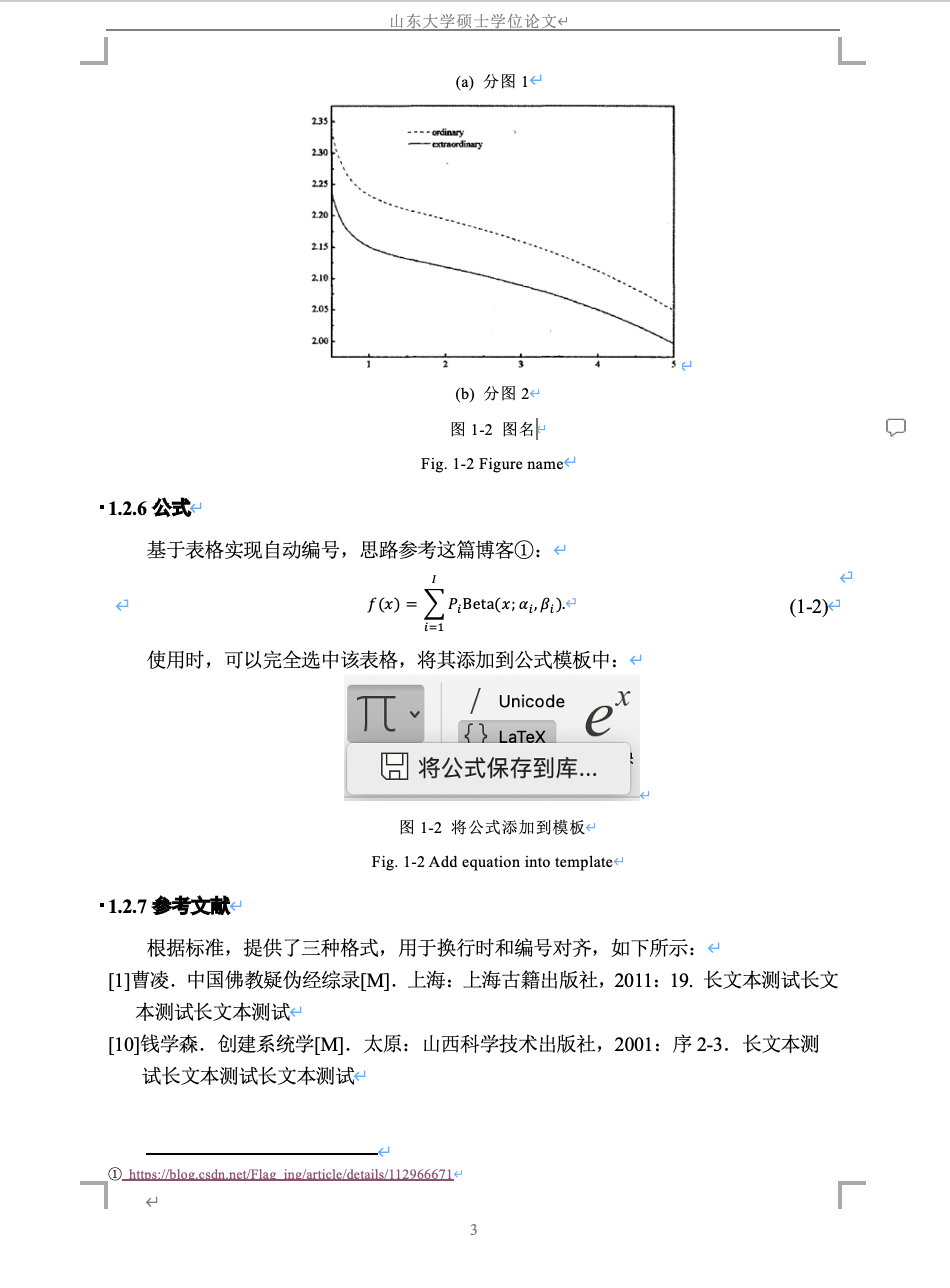 山东大学硕士学位论文
(a) 分图 1
2.35
ordinary
extraordinary
2.30
2.25
2.20
2.15
2.10
2.05
2.00
1 2 3 4 5
(b) 分图 2
图 1-2 图名
Fig. 1-2 Figure name
1.2.6 公式
基于表格实现自动编号，思路参考这篇博客①：
f(x) = ∑_{i=1}^{I} P_i Beta(x; α_i, β_i). (1-2)
使用时，可以完全选中该表格，将其添加到公式模板中：
π / Unicode e^x
{} LaTeX
将公式保存到库...
图 1-2 将公式添加到模板
Fig. 1-2 Add equation into template
1.2.7 参考文献
根据标准，提供了三种格式，用于换行时和编号对齐，如下所示：
[1]曹凌．中国佛教疑伪经综录[M]．上海：上海古籍出版社，2011：19. 长文本测试长文
本测试长文本测试
[10]钱学森．创建系统学[M]．太原：山西科学技术出版社，2001：序 2-3．长文本测
试长文本测试长文本测试
① https://blog.csdn.net/Flag_ing/article/details/112966671
3